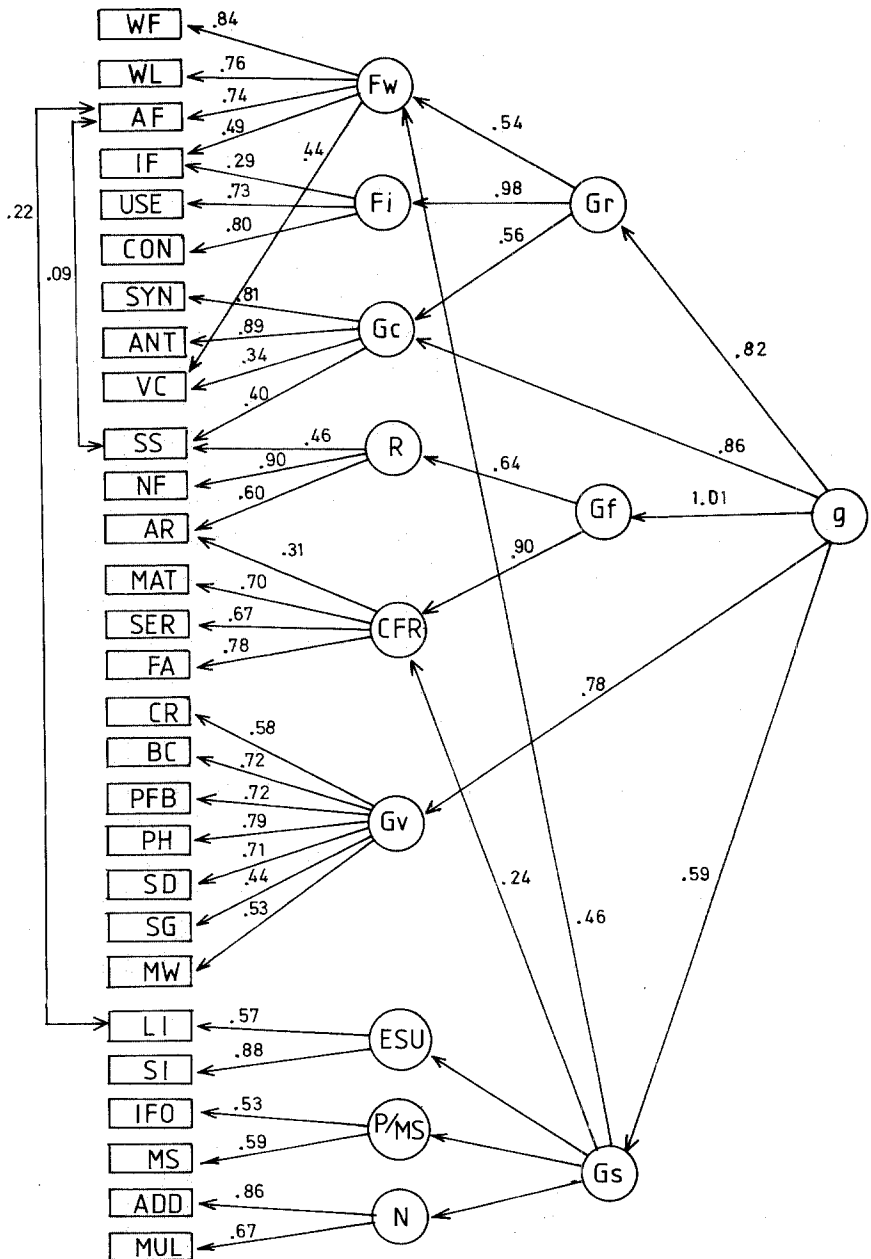 WF
.84
WL
.76
Fw
AF
.74
.49
.54
IF
.44
.29
USE
.73
Fi
.98
Gr
.22
CON
.80
.56
.09
SYN
.81
Gc
ANT
.89
.34
VC
.82
.40
SS
.46
R
.86
NF
.90
.64
AR
.60
Gf
1.01
g
.31
.90
MAT
.70
SER
.67
CFR
FA
.78
.78
CR
.58
BC
.72
PFB
.72
Gv
PH
.79
SD
.71
.24
.59
SG
.44
.46
MW
.53
LI
.57
ESU
SI
.88
IFO
.53
P/MS
MS
.59
Gs
ADD
.86
N
MUL
.67